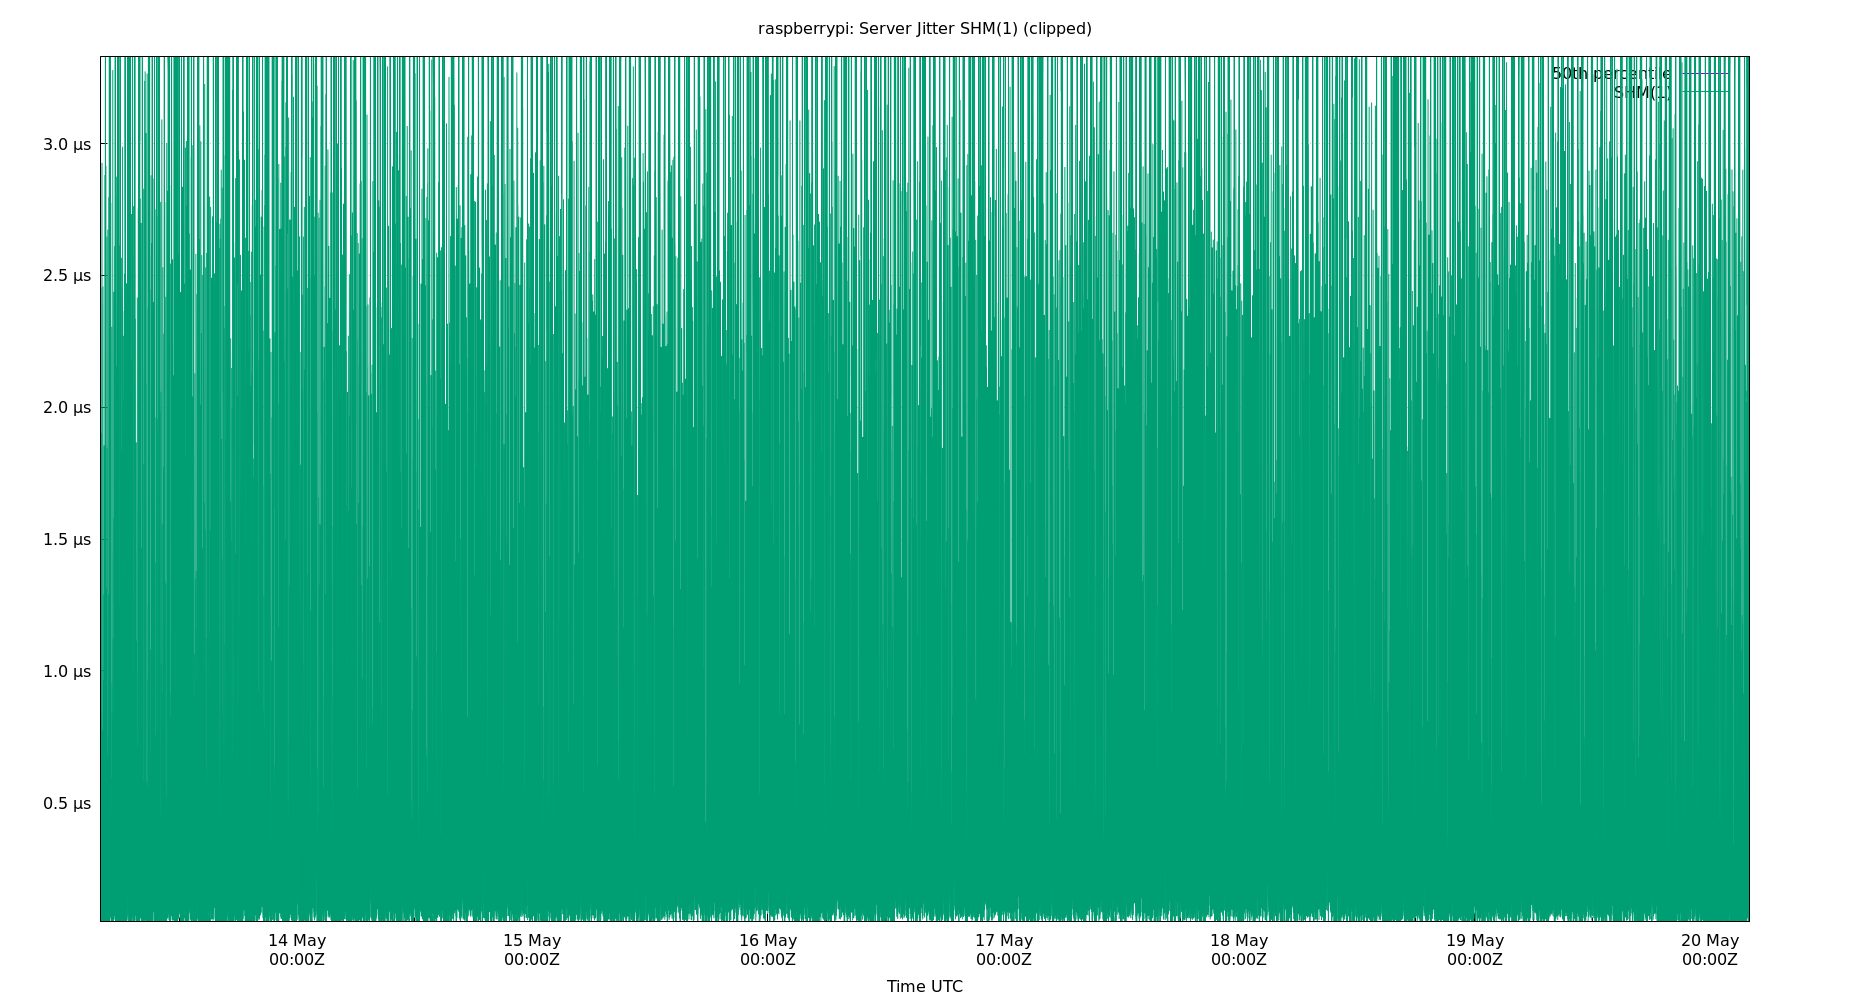 raspberrypi: Server Jitter SHM(1) (clipped)
50th percentile
SHM(1)
3.0 µs
2.5 µs
2.0 µs
1.5 µs
1.0 µs
0.5 µs
14 May 15 May 16 May 17 May 18 May 19 May 20 May
00:00Z 00:00Z 00:00Z 00:00Z 00:00Z 00:00Z 00:00Z
Time UTC